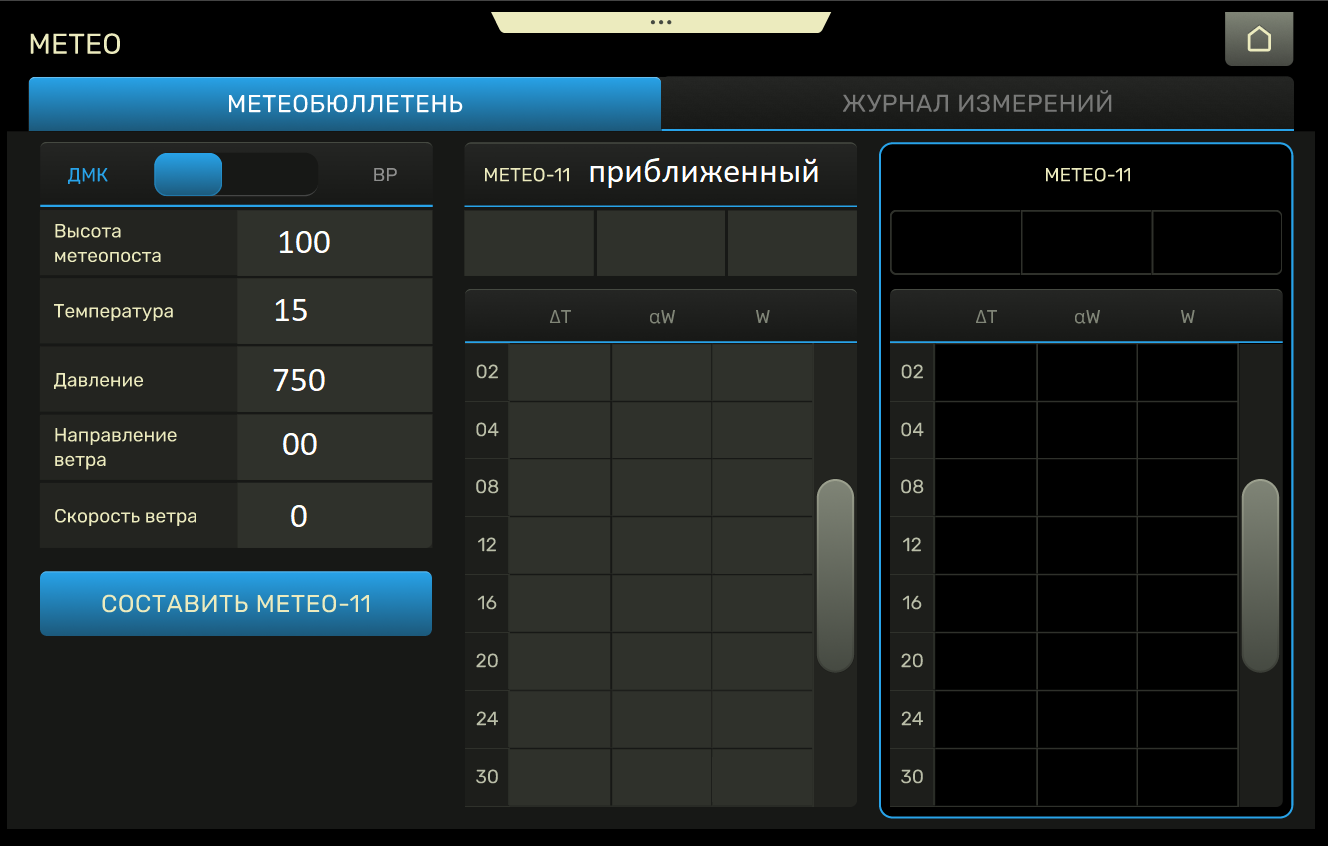 •••
МЕТЕО
МЕТЕОБЮЛЛЕТЕНЬ
ЖУРНАЛ ИЗМЕРЕНИЙ
ДМК
ВР
Высота
метеопоста
100
Температура
15
Давление
750
Направление
ветра
00
Скорость ветра
0
СОСТАВИТЬ МЕТЕО-11
МЕТЕО-11 приближенный
ΔT αW W
02
04
08
12
16
20
24
30
МЕТЕО-11
ΔT αW W
02
04
08
12
16
20
24
30